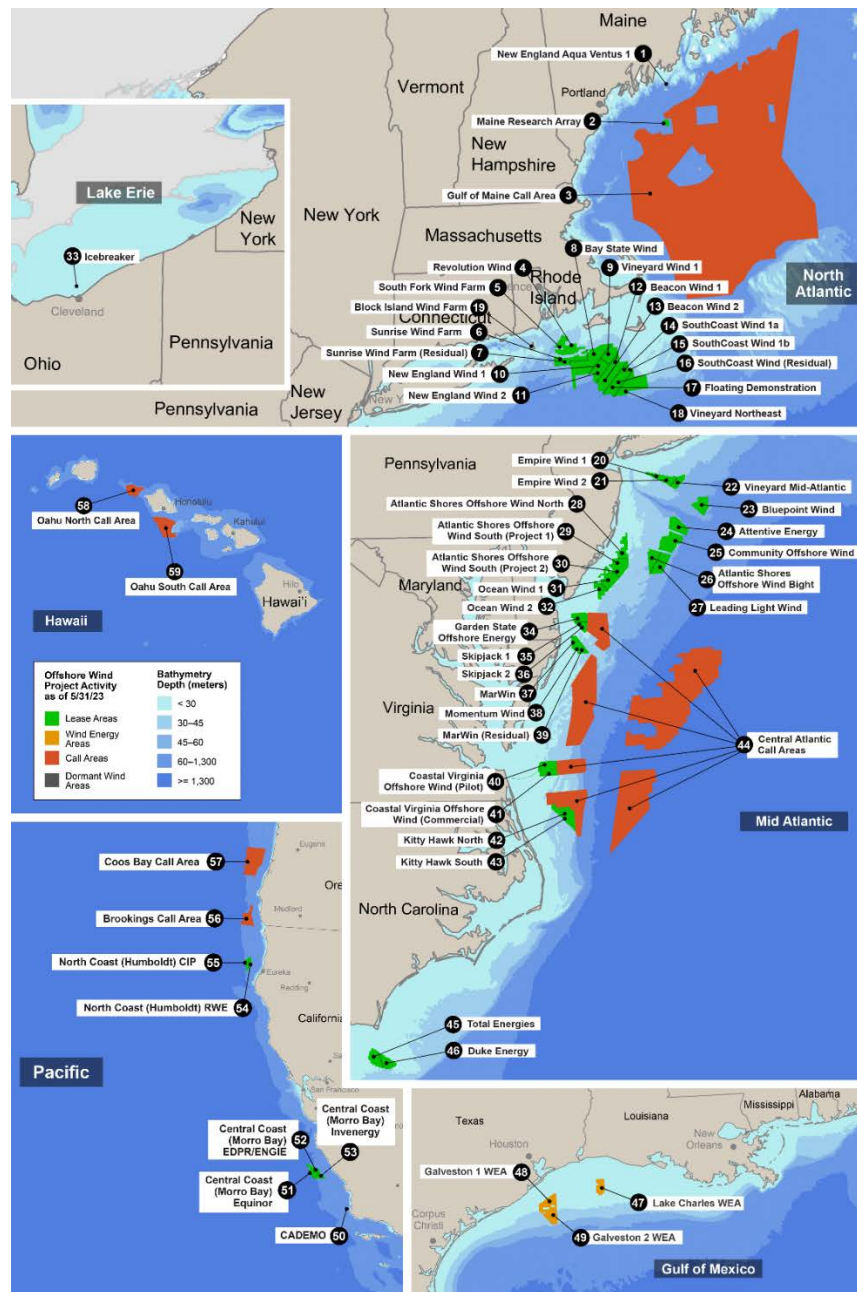 Maine
New England Aqua Ventus 1
1
Vermont
Portland
Maine Research Array
2
New
Hampshire
Gulf of Maine Call Area
3
New York
Massachusetts
8
Bay State Wind
Revolution Wind
4
9
Vineyard Wind 1
South Fork Wind Farm
5
Rhode
Island
12
Beacon Wind 1
Block Island Wind Farm
19
13
Beacon Wind 2
North
Atlantic
Connecticut
14
SouthCoast Wind 1a
Sunrise Wind Farm
6
15
SouthCoast Wind 1b
Sunrise Wind Farm (Residual)
7
16
SouthCoast Wind (Residual)
New England Wind 1
10
17
Floating Demonstration
New England Wind 2
11
18
Vineyard Northeast
New
Jersey
Pennsylvania
Lake Erie
New
York
33
Icebreaker
Cleveland
Ohio
Pennsylvania
58
Oahu North Call Area
Honolulu
Kahului
59
Oahu South Call Area
Hilo
Hawai'i
Hawaii
Offshore Wind
Project Activity
as of 5/31/23
Lease Areas
Wind Energy
Areas
Call Areas
Dormant Wind
Areas
Bathymetry
Depth (meters)
< 30
30–45
45–60
60–1,300
>= 1,300
Pennsylvania
Empire Wind 1
20
Empire Wind 2
21
22
Vineyard Mid-Atlantic
Atlantic Shores Offshore Wind North
28
23
Bluepoint Wind
Atlantic Shores Offshore
Wind South (Project 1)
29
24
Attentive Energy
25
Community Offshore Wind
Atlantic Shores Offshore
Wind South (Project 2)
30
26
Atlantic Shores
Offshore Wind Bight
Maryland
Ocean Wind 1
31
27
Leading Light Wind
Ocean Wind 2
32
Garden State
Offshore Energy
34
Skipjack 1
35
Skipjack 2
36
MarWin
37
Virginia
Momentum Wind
38
MarWin (Residual)
39
44
Central Atlantic
Call Areas
Coastal Virginia
Offshore Wind (Pilot)
40
Coastal Virginia Offshore
Wind (Commercial)
41
Mid Atlantic
Kitty Hawk North
42
Kitty Hawk South
43
North Carolina
45
Total Energies
46
Duke Energy
Eugene
Coos Bay Call Area
57
Medford
Brookings Call Area
56
North Coast (Humboldt) CIP
55
Eureka
Redding
North Coast (Humboldt) RWE
54
California
Pacific
San Francisco
Central Coast
(Morro Bay)
EDPR/ENGIE
52
Central Coast
(Morro Bay)
Invenergy
53
Central Coast
(Morro Bay)
Equinor
51
CADEMO
50
Texas
Louisiana
Mississippi
Alabama
Houston
New
Orleans
Galveston 1 WEA
48
47
Lake Charles WEA
Corpus
Christi
49
Galveston 2 WEA
Gulf of Mexico